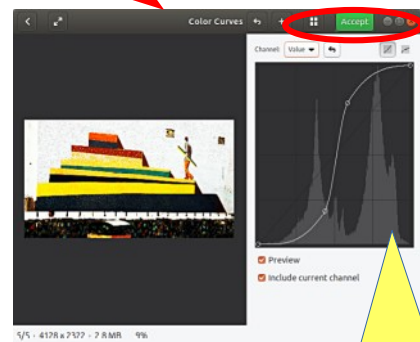 Color Curves
Accept
Channel: Value
Preview
Include current channel
5/5 - 4128 x 2322 - 2.8 MB 9%